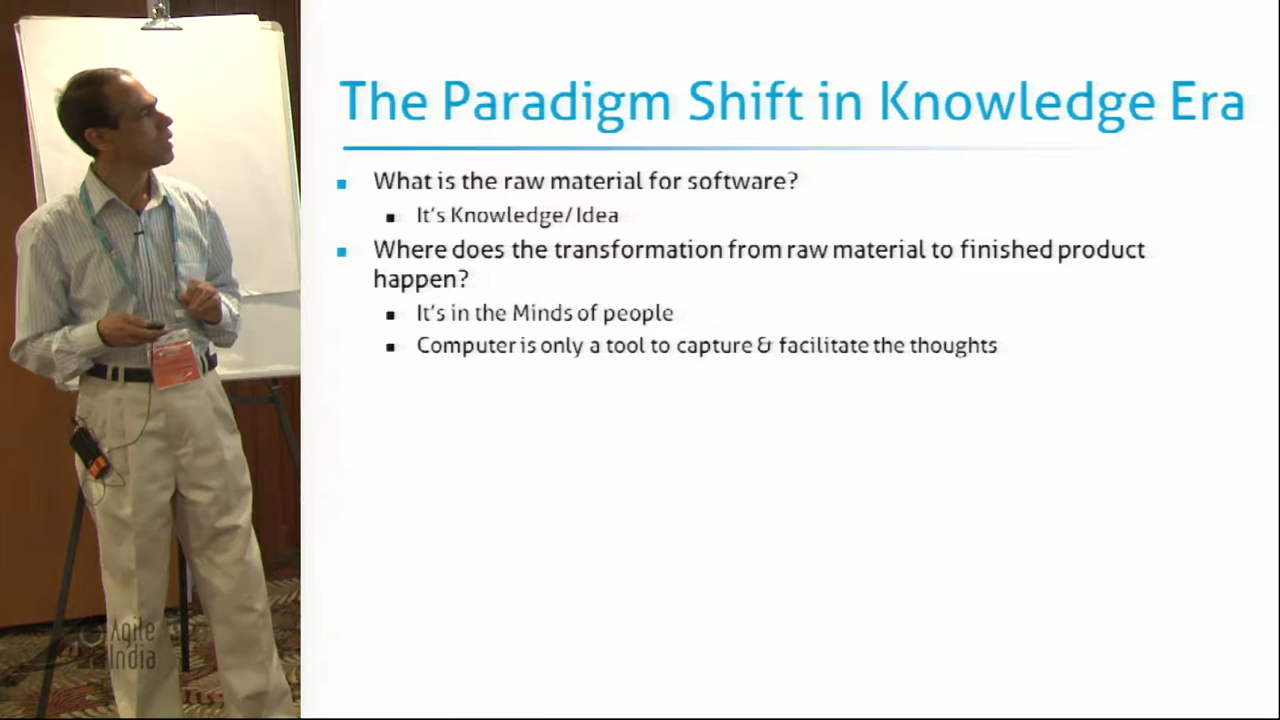 The Paradigm Shift in Knowledge Era
What is the raw material for software?
It's Knowledge/Idea
Where does the transformation from raw material to finished product
happen?
It's in the Minds of people
Computer is only a tool to capture & facilitate the thoughts
Agile
India